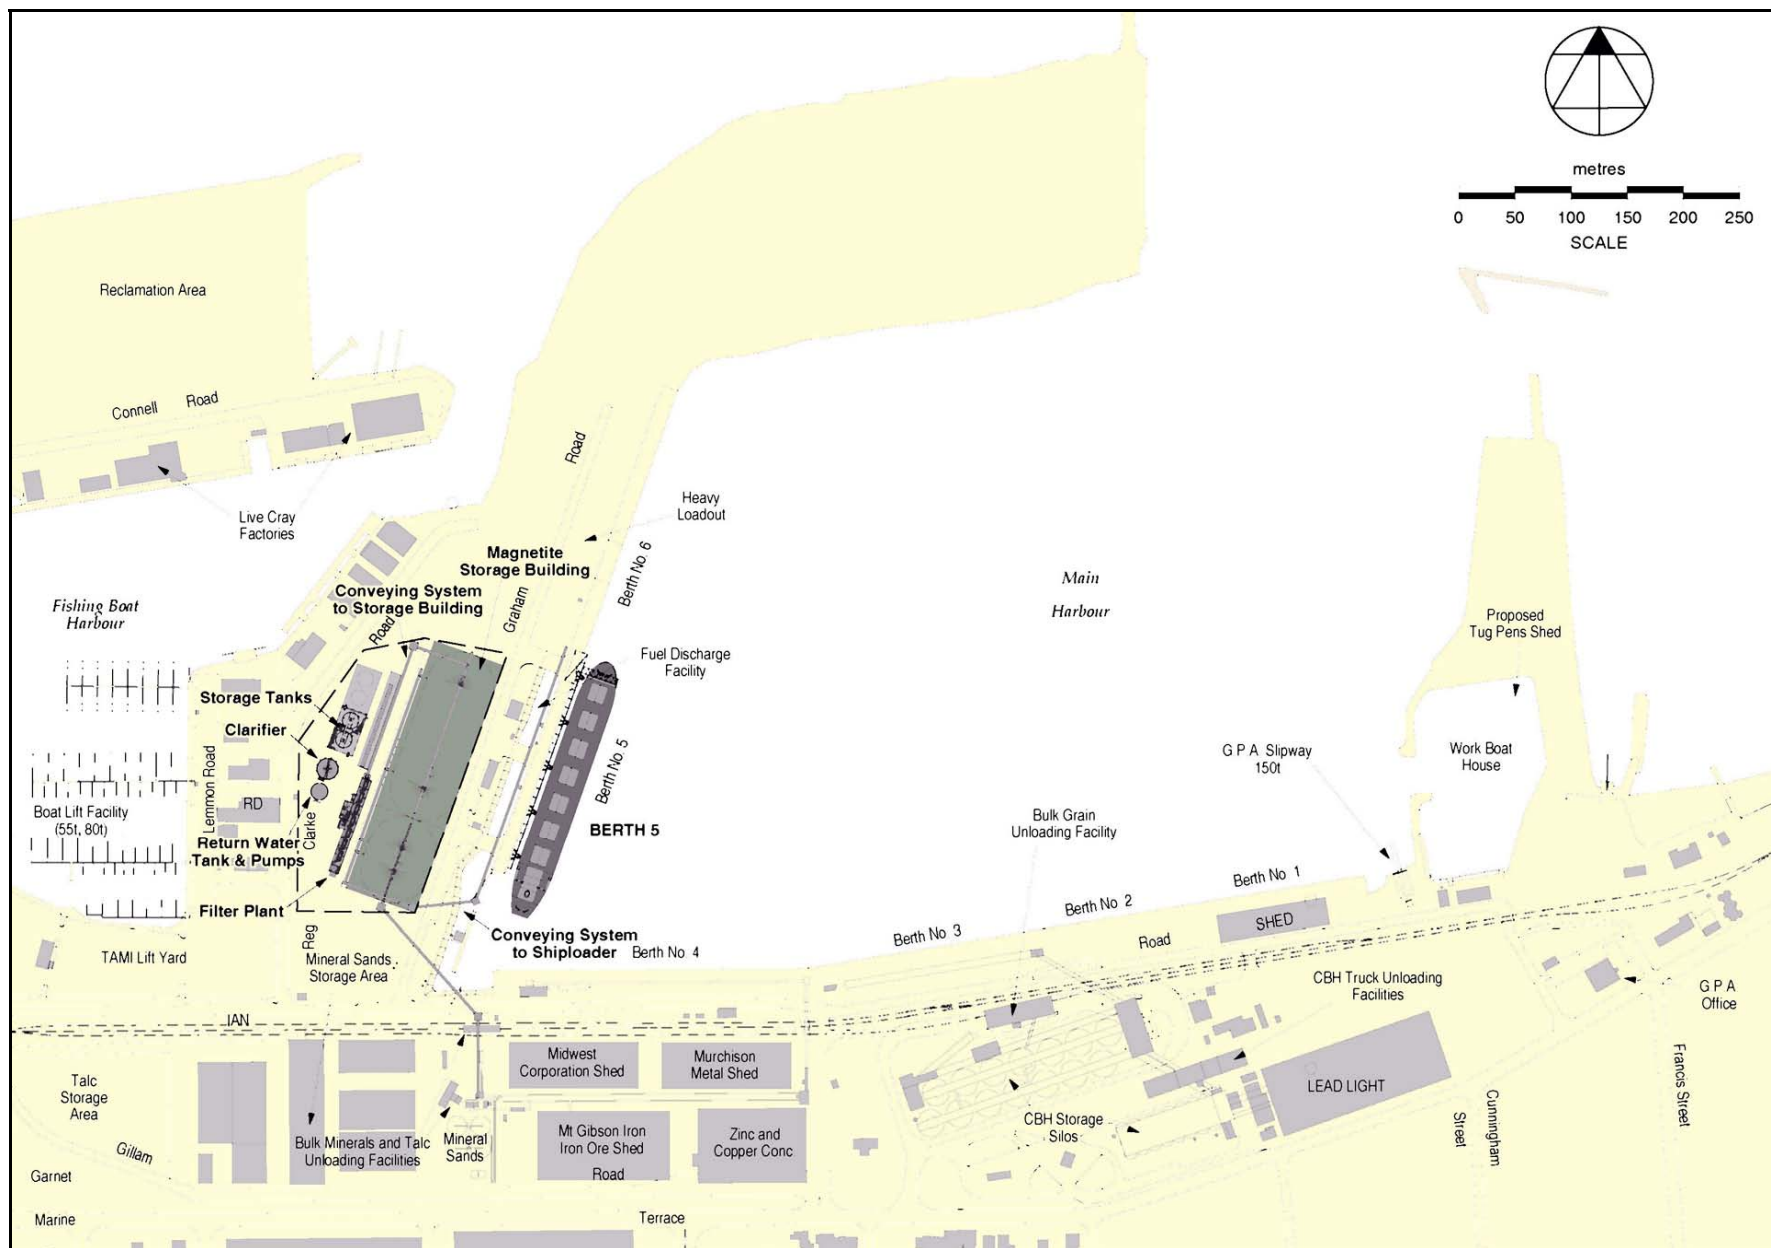 metres
0 50 100 150 200 250
SCALE
Reclamation Area
Connell Road
Live Cray
Factories
Road
Heavy
Loadout
Berth No. 6
Magnetite
Storage Building
Conveying System
to Storage Building
Graham
Road
Fishing Boat
Harbour
Main
Harbour
Proposed
Tug Pens Shed
Fuel Discharge
Facility
Storage Tanks
Clarifier
Lemmon Road
RD
Boat Lift Facility
(55t, 80t)
Clarke
Return Water
Tank & Pumps
Filter Plant
Reg
Berth No. 5
BERTH 5
G P A Slipway
150t
Work Boat
House
Bulk Grain
Unloading Facility
Berth No 1
Berth No. 2
Berth No. 3
Berth No 4
SHED
Road
Conveying System
to Shiploader
TAMI Lift Yard
Mineral Sands
Storage Area
CBH Truck Unloading
Facilities
G P A
Office
IAN
Midwest
Corporation Shed
Murchison
Metal Shed
LEAD LIGHT
Francis Street
Cunningham
Street
Talc
Storage
Area
Gillam
Bulk Minerals and Talc
Unloading Facilities
Mineral
Sands
Mt Gibson Iron
Iron Ore Shed
Road
Zinc and
Copper Conc
CBH Storage
Silos
Garnet
Marine
Terrace